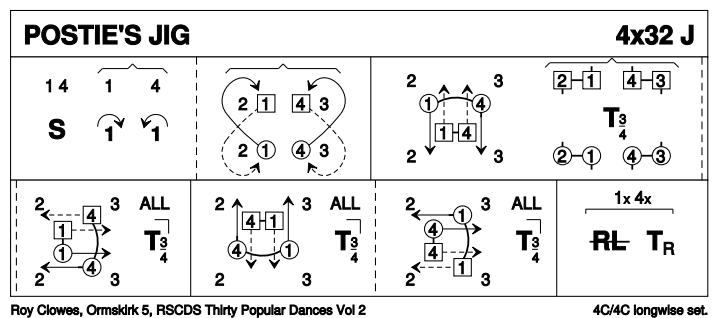 POSTIE'S JIG 4x32 J
1 4 1 4
S 1 1
2 1 4 3
2 1 4 3
2 3
1 4
1 4
2 3
2 1 4 3
T 3/4
2 1 4 3
2 4 3 ALL
1
1 T 3/4
2 4 3
2 3 ALL
4 1
4 1 T 3/4
2 3
2 1 3 ALL
4
4 T 3/4
2 1 3
1x 4x
RL TR
Roy Clowes, Ormskirk 5, RSCDS Thirty Popular Dances Vol 2 4C/4C longwise set.